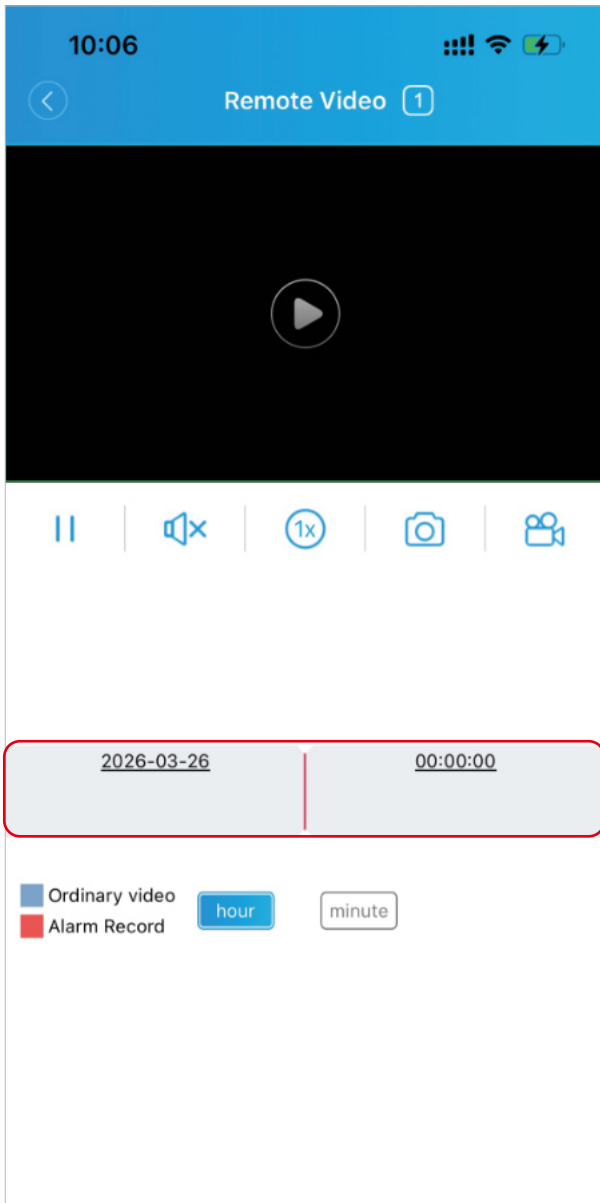 10:06
Remote Video 1
1x
2026-03-26 00:00:00
Ordinary video
Alarm Record
hour minute